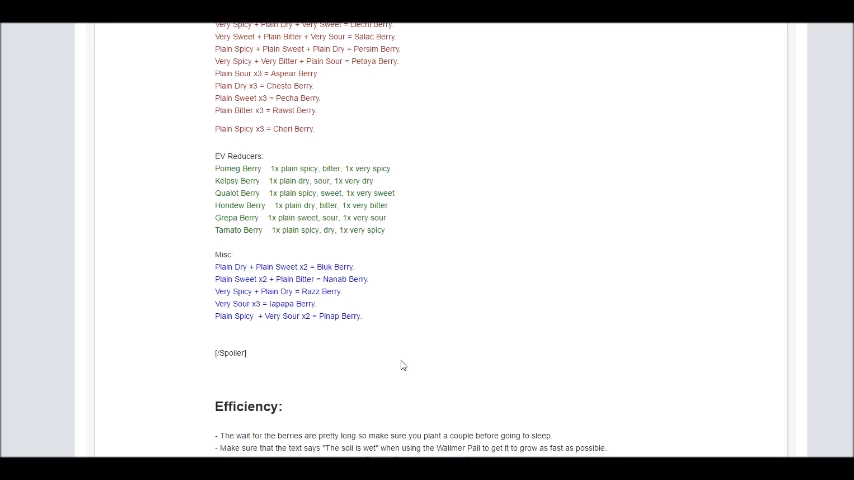 Very Spicy + Plain Dry + Very Sweet = Liechi Berry.
Very Sweet + Plain Bitter + Very Sour = Salac Berry.
Plain Spicy + Plain Sweet + Plain Dry = Persim Berry.
Very Spicy + Very Bitter + Plain Sour = Petaya Berry.
Plain Sour x3 = Aspear Berry.
Plain Dry x3 = Chesto Berry.
Plain Sweet x3 = Pecha Berry.
Plain Bitter x3 = Rawst Berry.
Plain Spicy x3 = Cheri Berry.
EV Reducers:
Pomeg Berry 1x plain spicy, bitter, 1x very spicy
Kelpsy Berry 1x plain dry, sour, 1x very dry
Qualot Berry 1x plain spicy, sweet, 1x very sweet
Hondew Berry 1x plain dry, bitter, 1x very bitter
Grepa Berry 1x plain sweet, sour, 1x very sour
Tamato Berry 1x plain spicy, dry, 1x very spicy
Misc:
Plain Dry + Plain Sweet x2 = Bluk Berry.
Plain Sweet x2 + Plain Bitter = Nanab Berry.
Very Spicy + Plain Dry = Razz Berry.
Very Sour x3 = Iapapa Berry.
Plain Spicy + Very Sour x2 = Pinap Berry.
[/Spoiler]
Efficiency:
- The wait for the berries are pretty long so make sure you plant a couple before going to sleep.
- Make sure that the text says "The soil is wet" when using the Wailmer Pail to get it to grow as fast as possible.